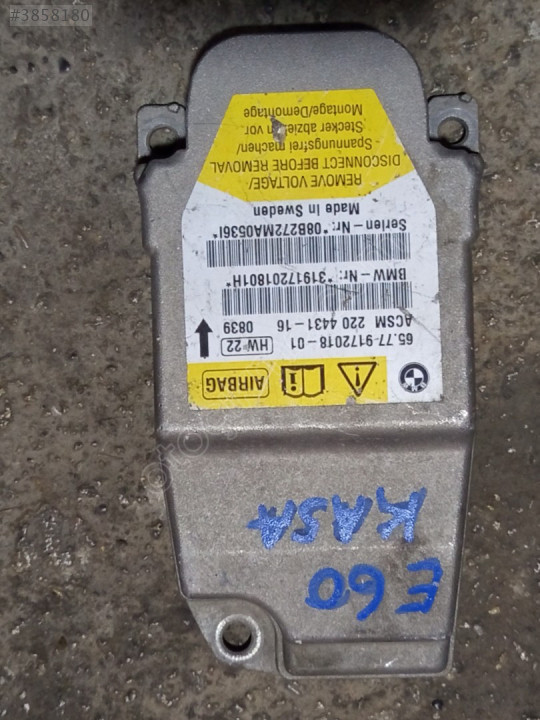 #3858180
AIRBAG
65.77-9172018-01 HW 22
ACSM 220 4431-16 0839
BMW-Nr: *31917201801H*
Serien-Nr: *08B272MA0536I*
Made In Sweden
REMOVE VOLTAGE/
DISCONNECT BEFORE REMOVAL
Spannungsfrei machen/
Stecker abziehen vor.
Montage/Demontage
E60
KASA